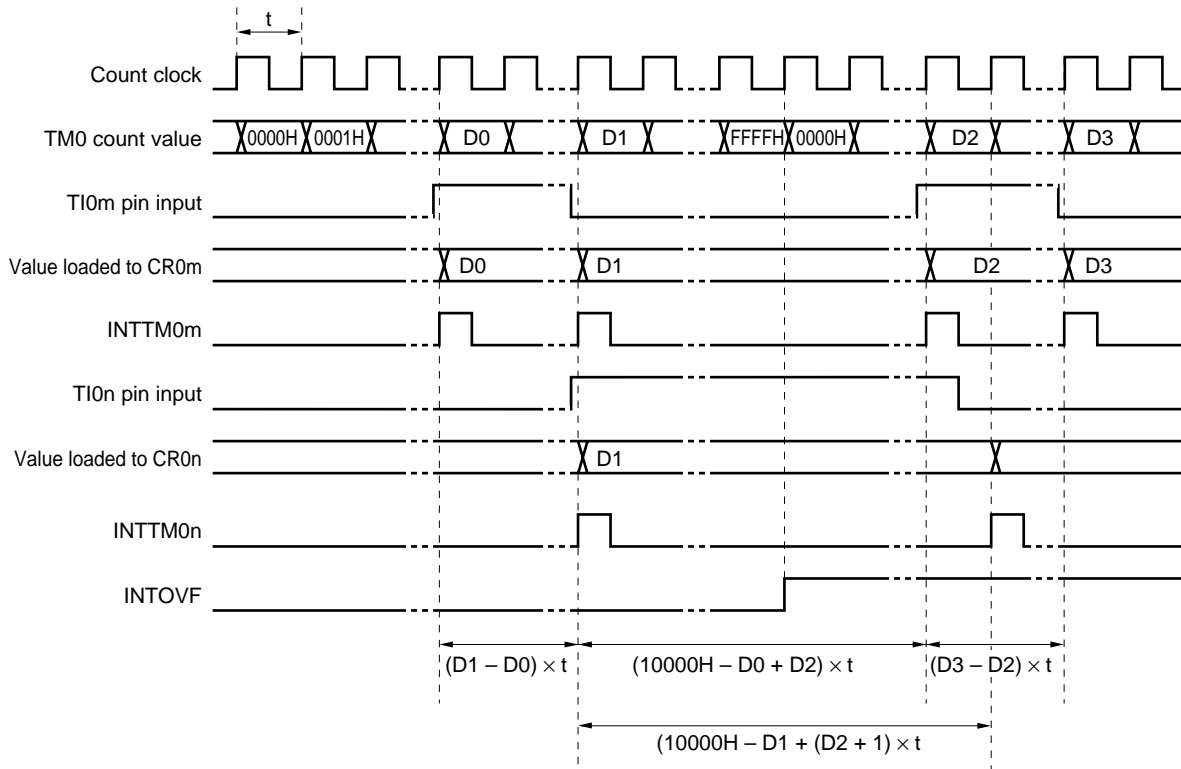 t
Count clock
TM0 count value 0000H 0001H D0 D1 FFFFH 0000H D2 D3
TI0m pin input
Value loaded to CR0m D0 D1 D2 D3
INTTM0m
TI0n pin input
Value loaded to CR0n D1
INTTM0n
INTOVF
(D1 – D0) × t (10000H – D0 + D2) × t (D3 – D2) × t
(10000H – D1 + (D2 + 1) × t